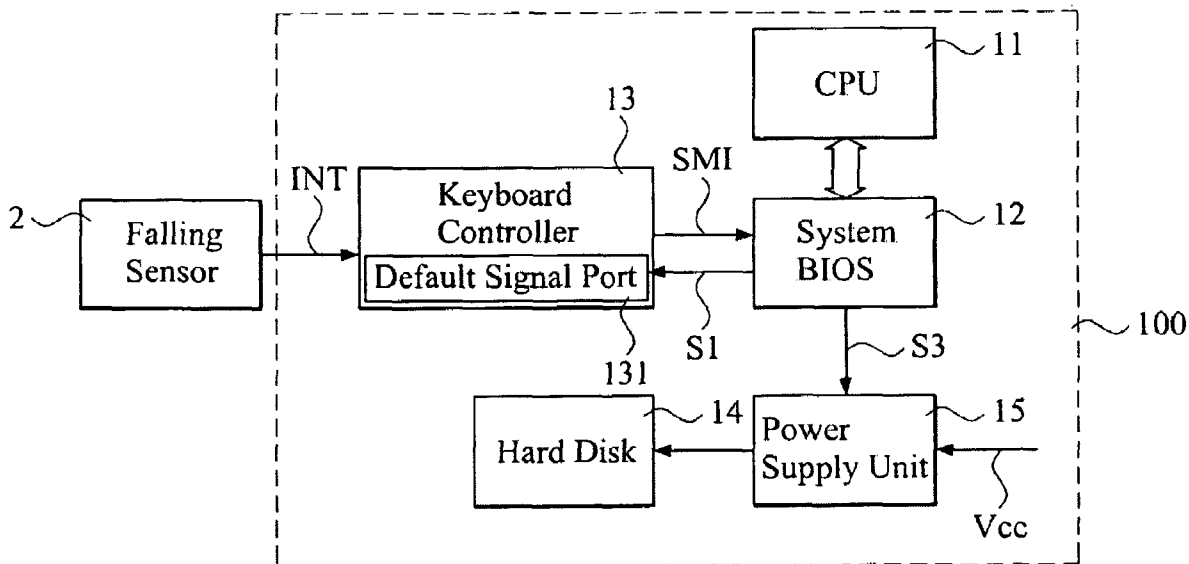 11
CPU
13
INT
SMI
2
Falling
Sensor
Keyboard
Controller
Default Signal Port
System
BIOS
12
S1
131
S3
100
14
Hard Disk
Power
Supply Unit
15
Vcc